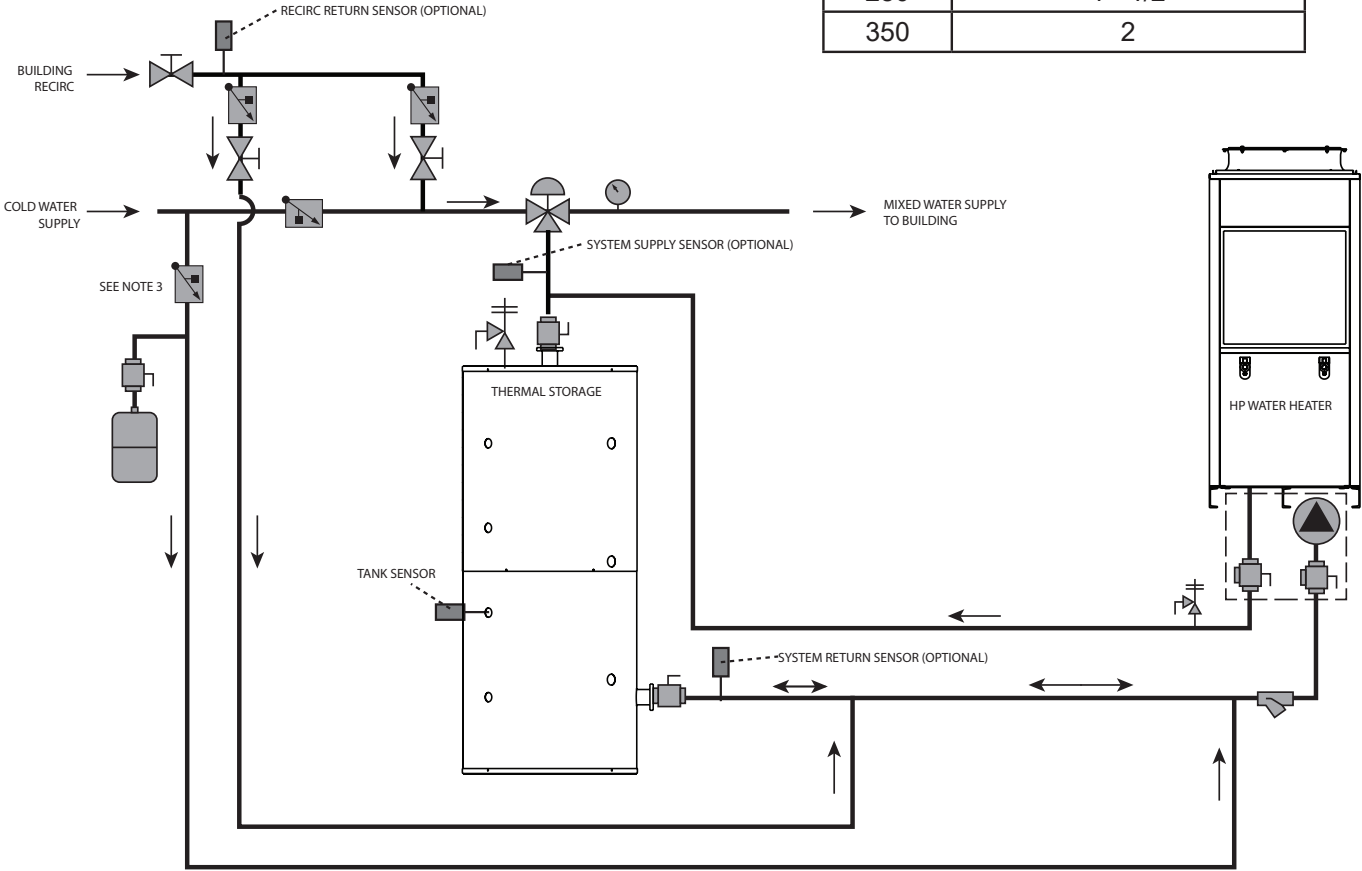 RECIRC RETURN SENSOR (OPTIONAL)
350 2
BUILDING
RECIRC
COLD WATER
SUPPLY
MIXED WATER SUPPLY
TO BUILDING
SYSTEM SUPPLY SENSOR (OPTIONAL)
SEE NOTE 3
THERMAL STORAGE
HP WATER HEATER
TANK SENSOR
SYSTEM RETURN SENSOR (OPTIONAL)